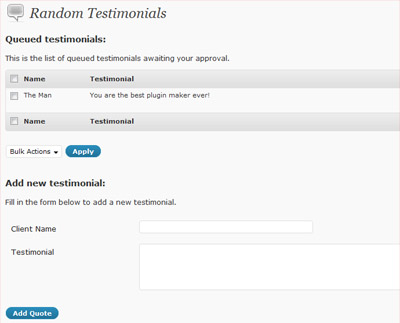 Random Testimonials
Queued testimonials:
This is the list of queued testimonials awaiting your approval.
Name Testimonial
The Man You are the best plugin maker ever!
Name Testimonial
Bulk Actions Apply
Add new testimonial:
Fill in the form below to add a new testimonial.
Client Name
Testimonial
Add Quote